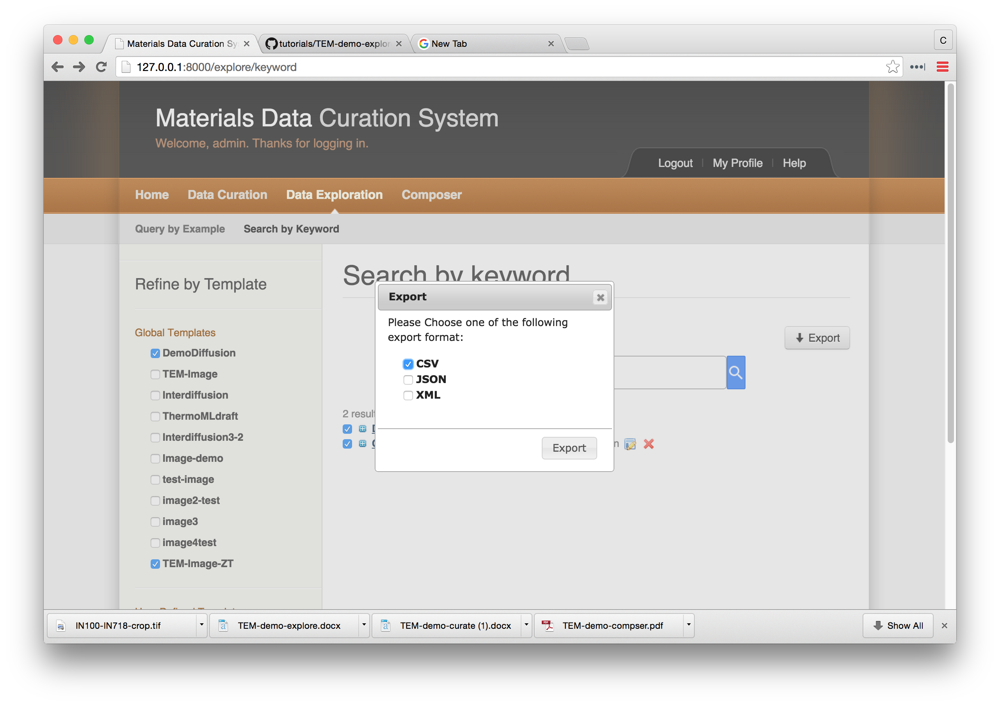 Materials Data Curation Sy
tutorials/TEM-demo-explor
New Tab
C
127.0.0.1:8000/explore/keyword
Materials Data Curation System
Welcome, admin. Thanks for logging in.
Logout | My Profile | Help
Home Data Curation Data Exploration Composer
Query by Example Search by Keyword
Refine by Template
Global Templates
DemoDiffusion
TEM-Image
Interdiffusion
ThermoMLdraft
Interdiffusion3-2
Image-demo
test-image
image2-test
image3
image4test
TEM-Image-ZT
Search by keyword
Export
2 result
n
Export
Please Choose one of the following
export format:
CSV
JSON
XML
Export
IN100-IN718-crop.tif
TEM-demo-explore.docx
TEM-demo-curate (1).docx
TEM-demo-compser.pdf
Show All